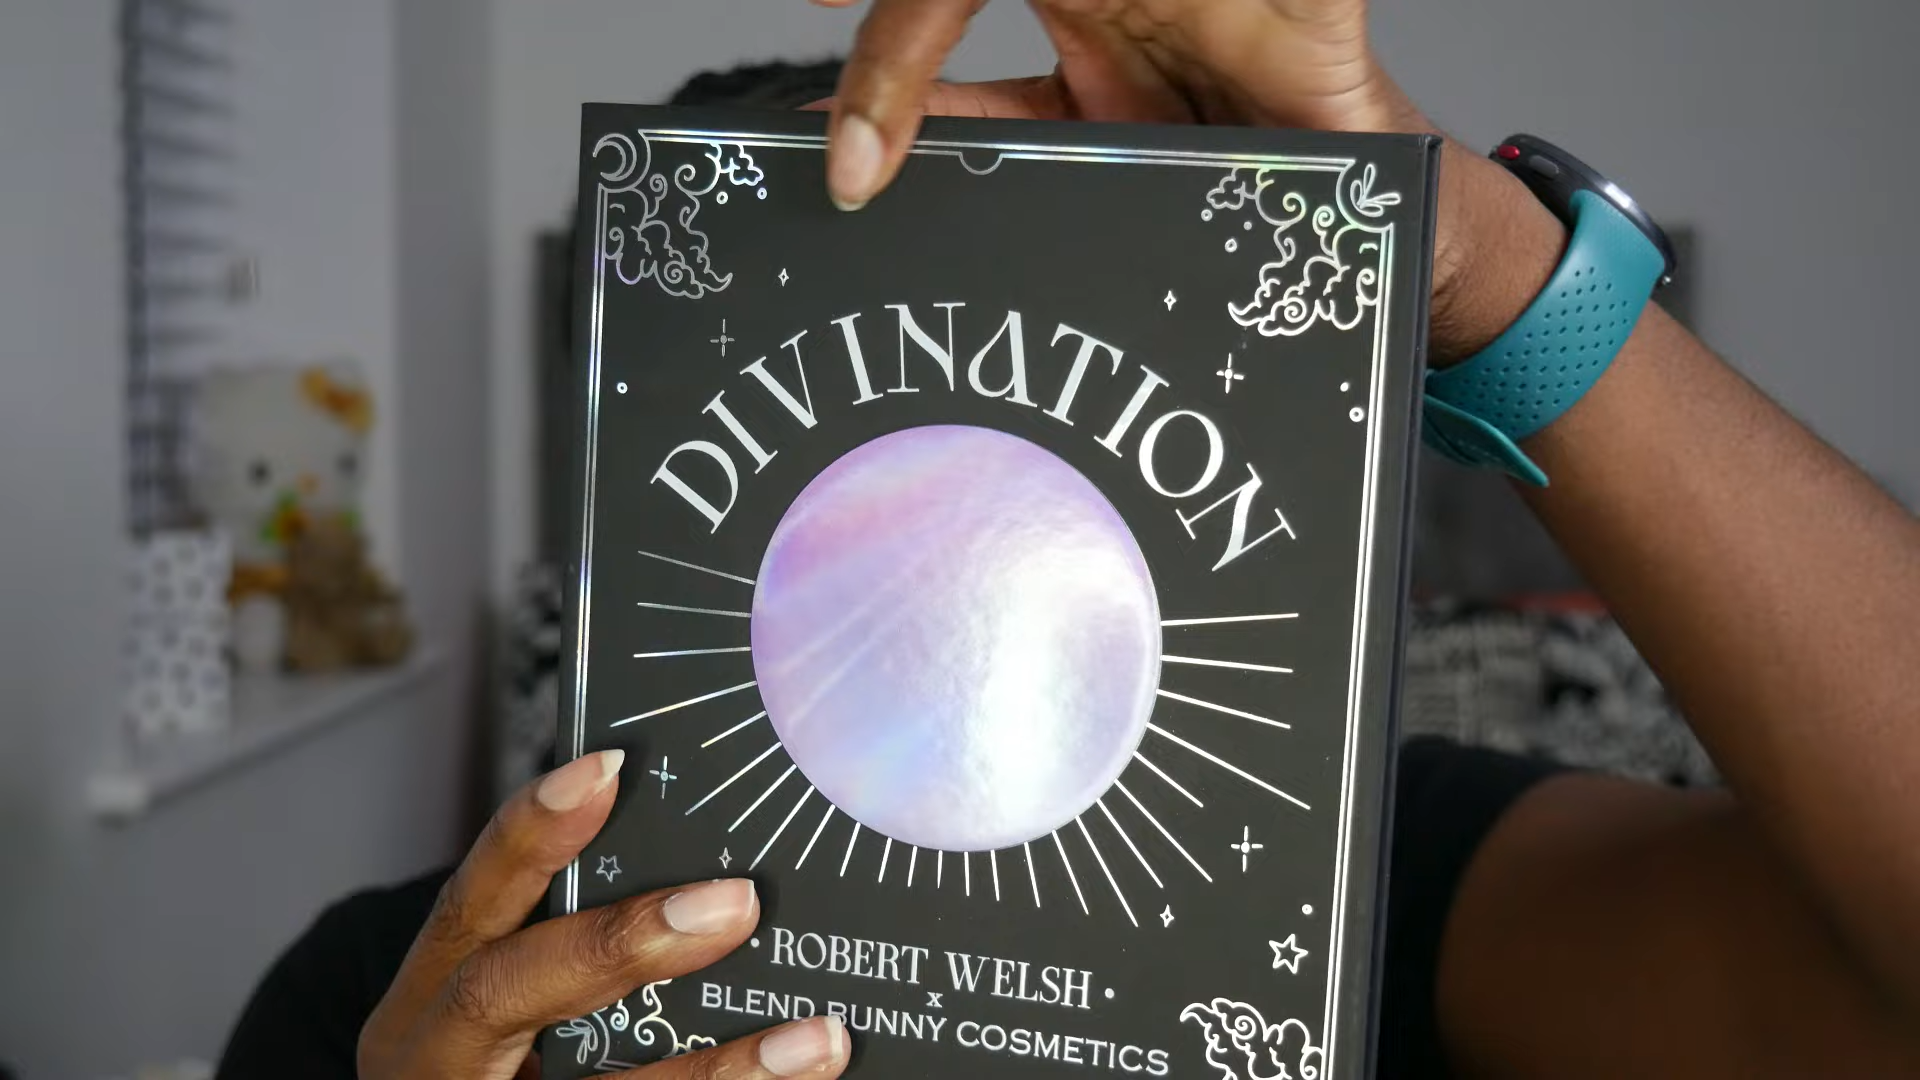 DIVINATION
• ROBERT WELSH •
x
BLEND BUNNY COSMETICS